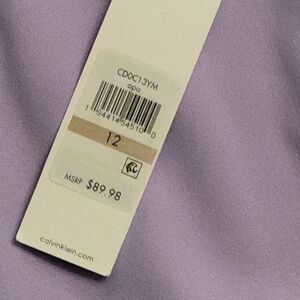 CD0C13YM
opa
12
MSRP $89.98
calvinklein.com